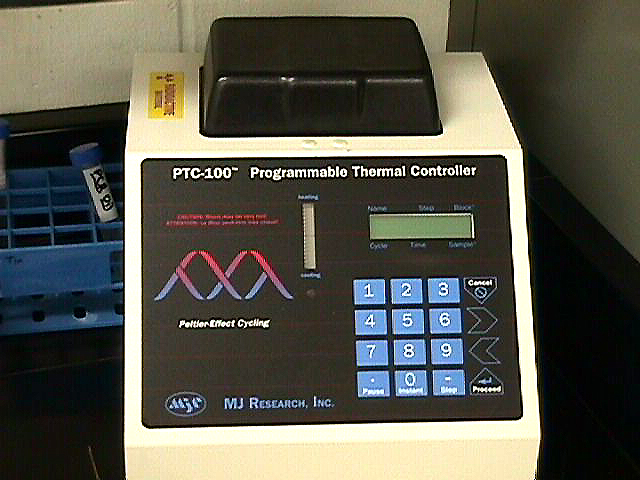 PTC-100™ Programmable Thermal Controller
heating
Name Step Block°
CAUTION: Block may be very hot!
ATTENTION: Le Bloc peut-être très chaud!
Cycle Time Sample°
cooling
1 2 3 Cancel
4 5 6
Peltier-Effect Cycling
7 8 9
. 0 - Proceed
Pause Instant Stop
MJR MJ RESEARCH, INC.